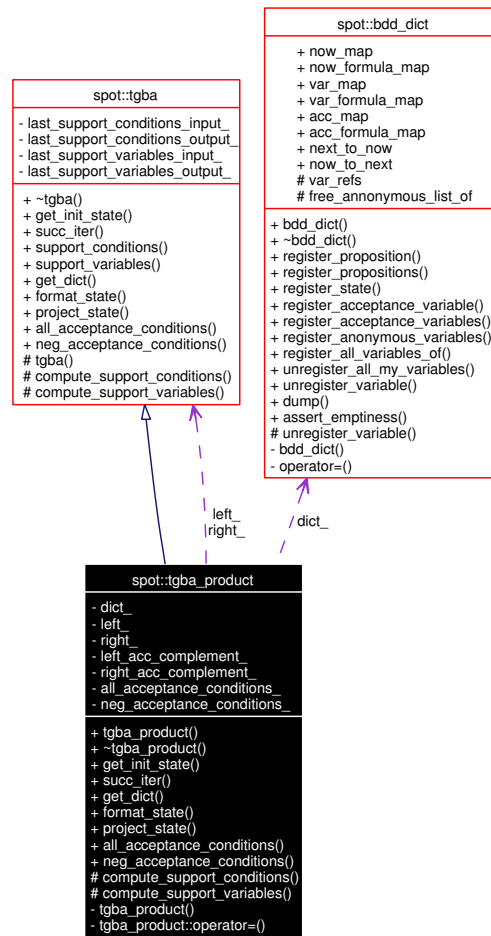 spot::bdd_dict
+ now_map
+ now_formula_map
+ var_map
+ var_formula_map
+ acc_map
+ acc_formula_map
+ next_to_now
+ now_to_next
# var_refs
# free_annonymous_list_of
+ bdd_dict()
+ ~bdd_dict()
+ register_proposition()
+ register_propositions()
+ register_state()
+ register_acceptance_variable()
+ register_acceptance_variables()
+ register_anonymous_variables()
+ register_all_variables_of()
+ unregister_all_my_variables()
+ unregister_variable()
+ dump()
+ assert_emptiness()
# unregister_variable()
- bdd_dict()
- operator=()
spot::tgba
- last_support_conditions_input_
- last_support_conditions_output_
- last_support_variables_input_
- last_support_variables_output_
+ ~tgba()
+ get_init_state()
+ succ_iter()
+ support_conditions()
+ support_variables()
+ get_dict()
+ format_state()
+ project_state()
+ all_acceptance_conditions()
+ neg_acceptance_conditions()
# tgba()
# compute_support_conditions()
# compute_support_variables()
left_
right_
dict_
spot::tgba_product
- dict_
- left_
- right_
- left_acc_complement_
- right_acc_complement_
- all_acceptance_conditions_
- neg_acceptance_conditions_
+ tgba_product()
+ ~tgba_product()
+ get_init_state()
+ succ_iter()
+ get_dict()
+ format_state()
+ project_state()
+ all_acceptance_conditions()
+ neg_acceptance_conditions()
# compute_support_conditions()
# compute_support_variables()
- tgba_product()
- tgba_product::operator=()